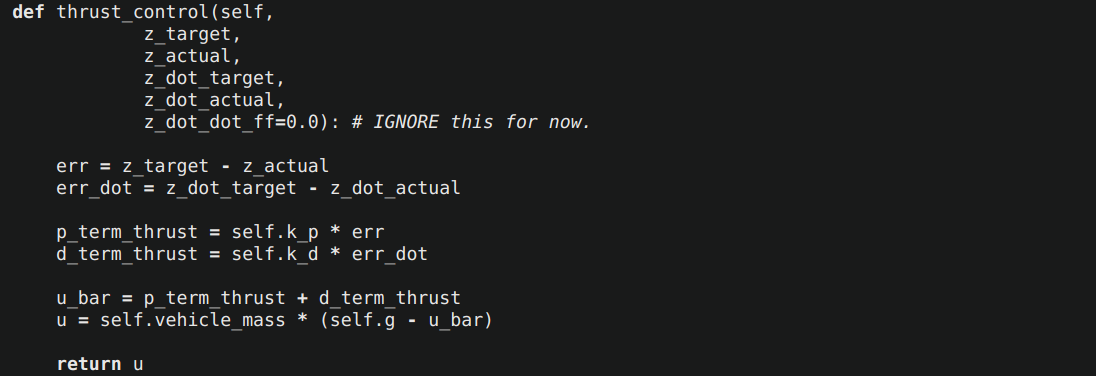 def thrust_control(self,
            z_target,
            z_actual,
            z_dot_target,
            z_dot_actual,
            z_dot_dot_ff=0.0): # IGNORE this for now.

    err = z_target - z_actual
    err_dot = z_dot_target - z_dot_actual

    p_term_thrust = self.k_p * err
    d_term_thrust = self.k_d * err_dot

    u_bar = p_term_thrust + d_term_thrust
    u = self.vehicle_mass * (self.g - u_bar)

    return u